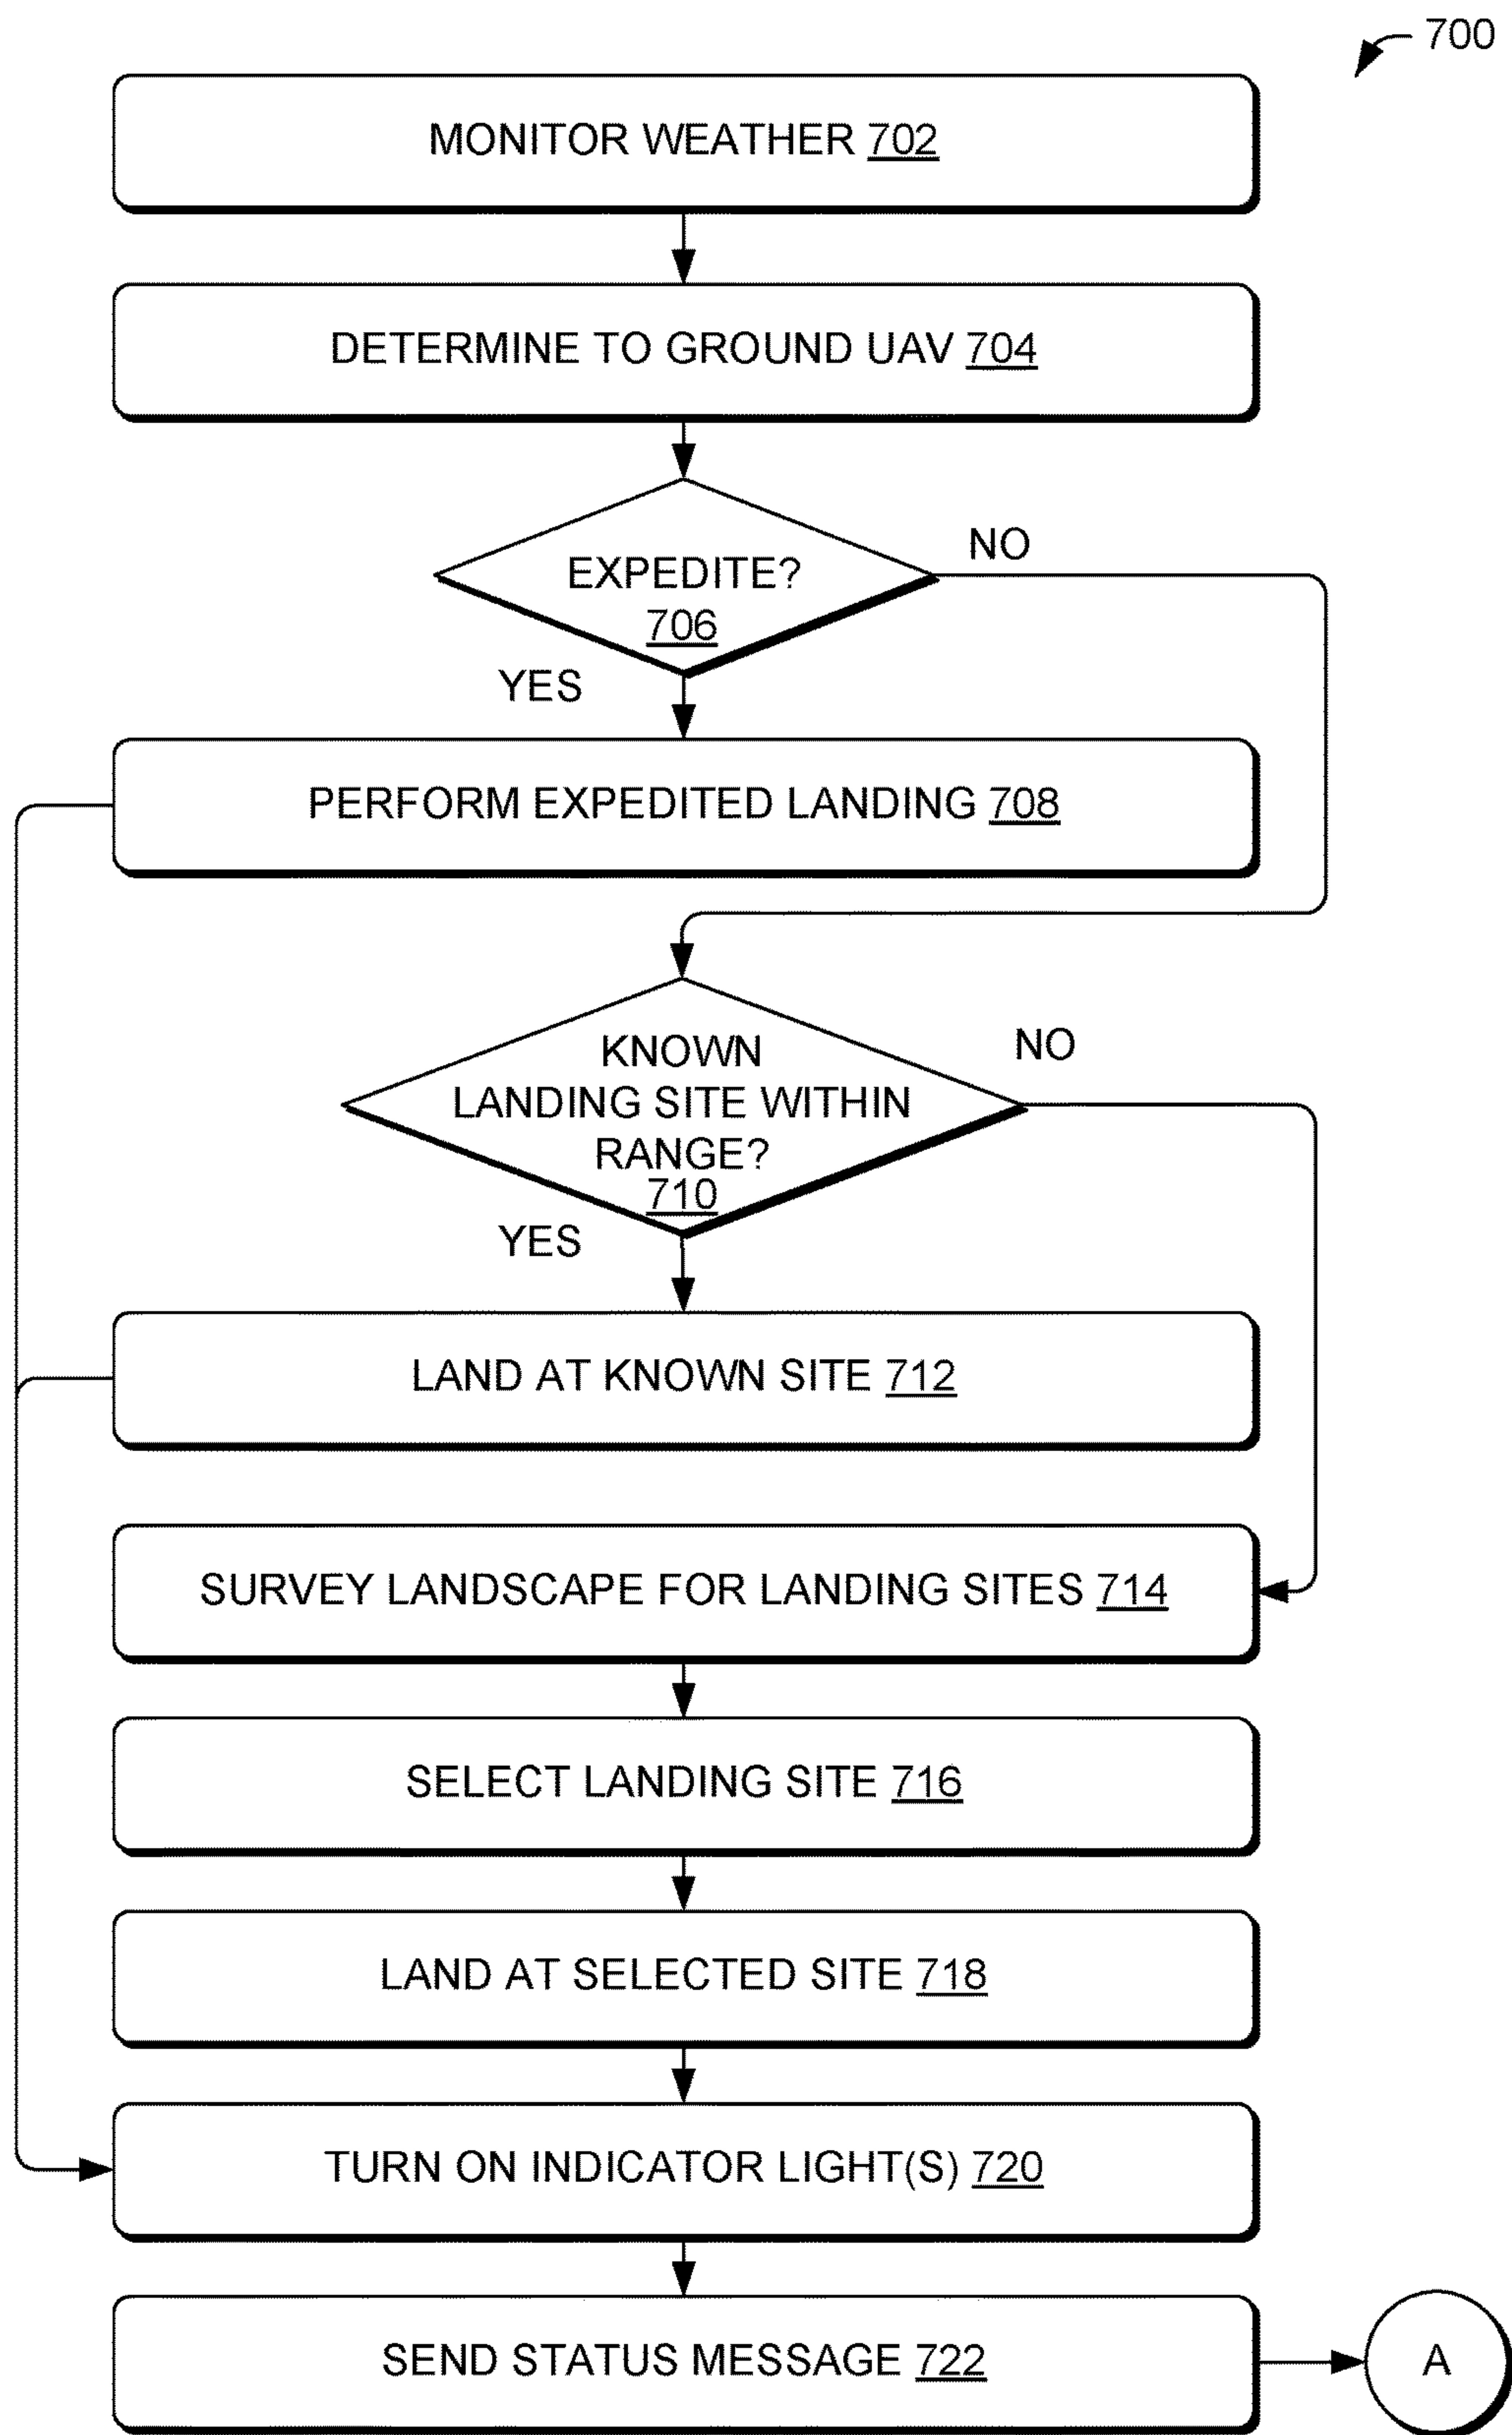 700
MONITOR WEATHER 702
DETERMINE TO GROUND UAV 704
NO
EXPEDITE?
706
YES
PERFORM EXPEDITED LANDING 708
NO
KNOWN
LANDING SITE WITHIN
RANGE?
710
YES
LAND AT KNOWN SITE 712
SURVEY LANDSCAPE FOR LANDING SITES 714
SELECT LANDING SITE 716
LAND AT SELECTED SITE 718
TURN ON INDICATOR LIGHT(S) 720
SEND STATUS MESSAGE 722
A